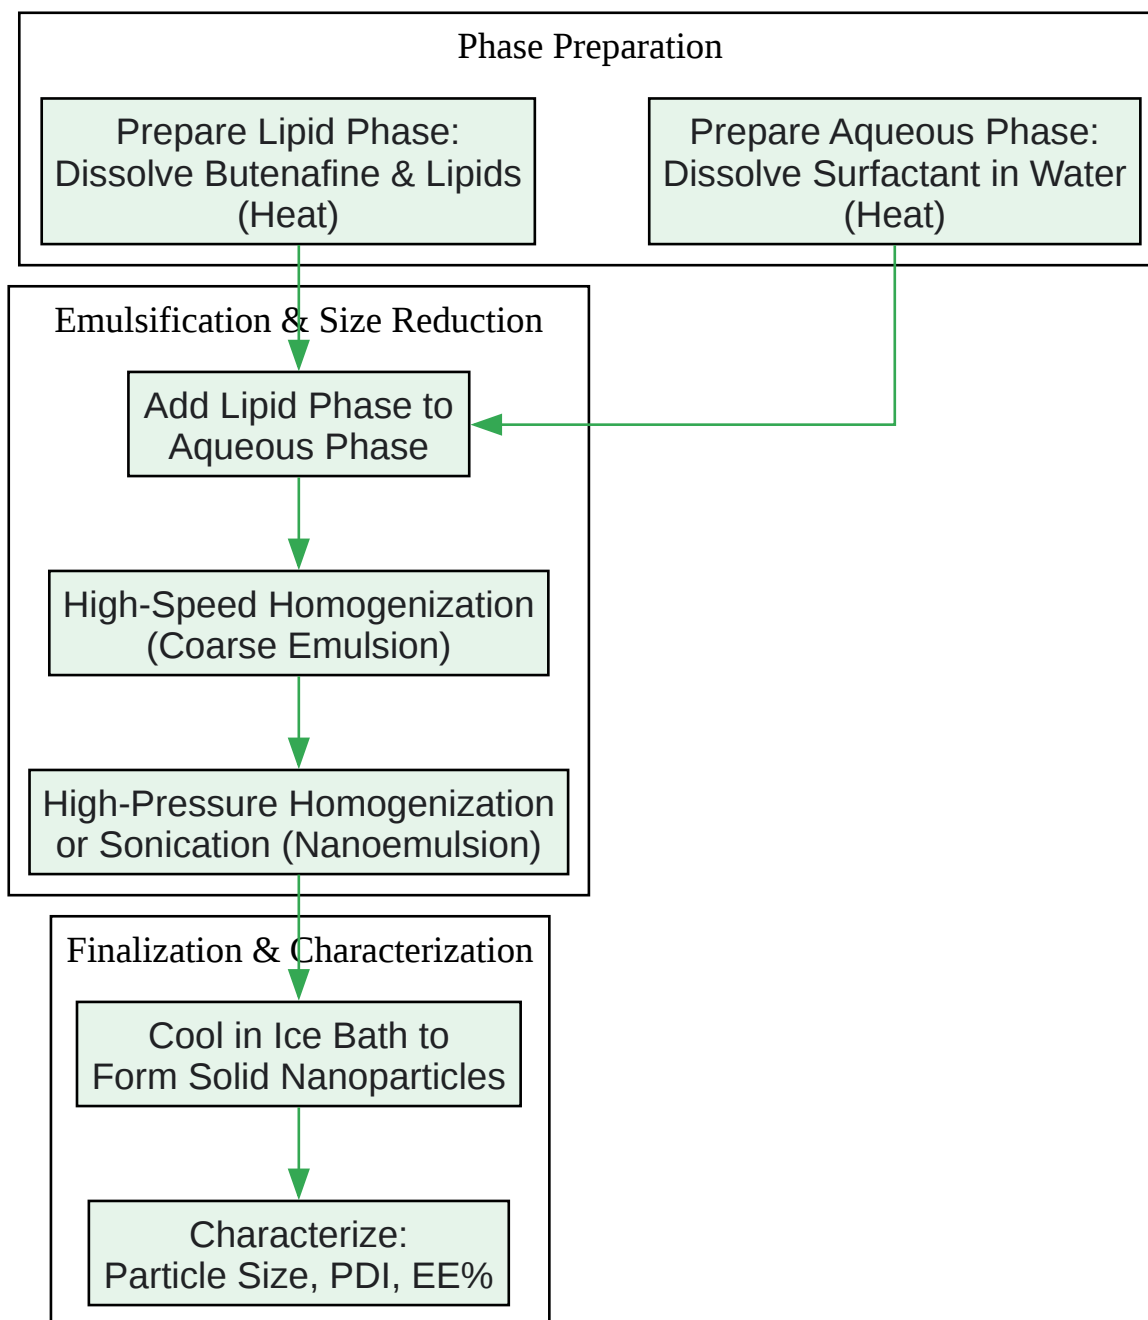 Phase Preparation
Prepare Lipid Phase:
Dissolve Butenafine & Lipids
(Heat)
Prepare Aqueous Phase:
Dissolve Surfactant in Water
(Heat)
Emulsification & Size Reduction
Add Lipid Phase to
Aqueous Phase
High-Speed Homogenization
(Coarse Emulsion)
High-Pressure Homogenization
or Sonication (Nanoemulsion)
Finalization & Characterization
Cool in Ice Bath to
Form Solid Nanoparticles
Characterize:
Particle Size, PDI, EE%